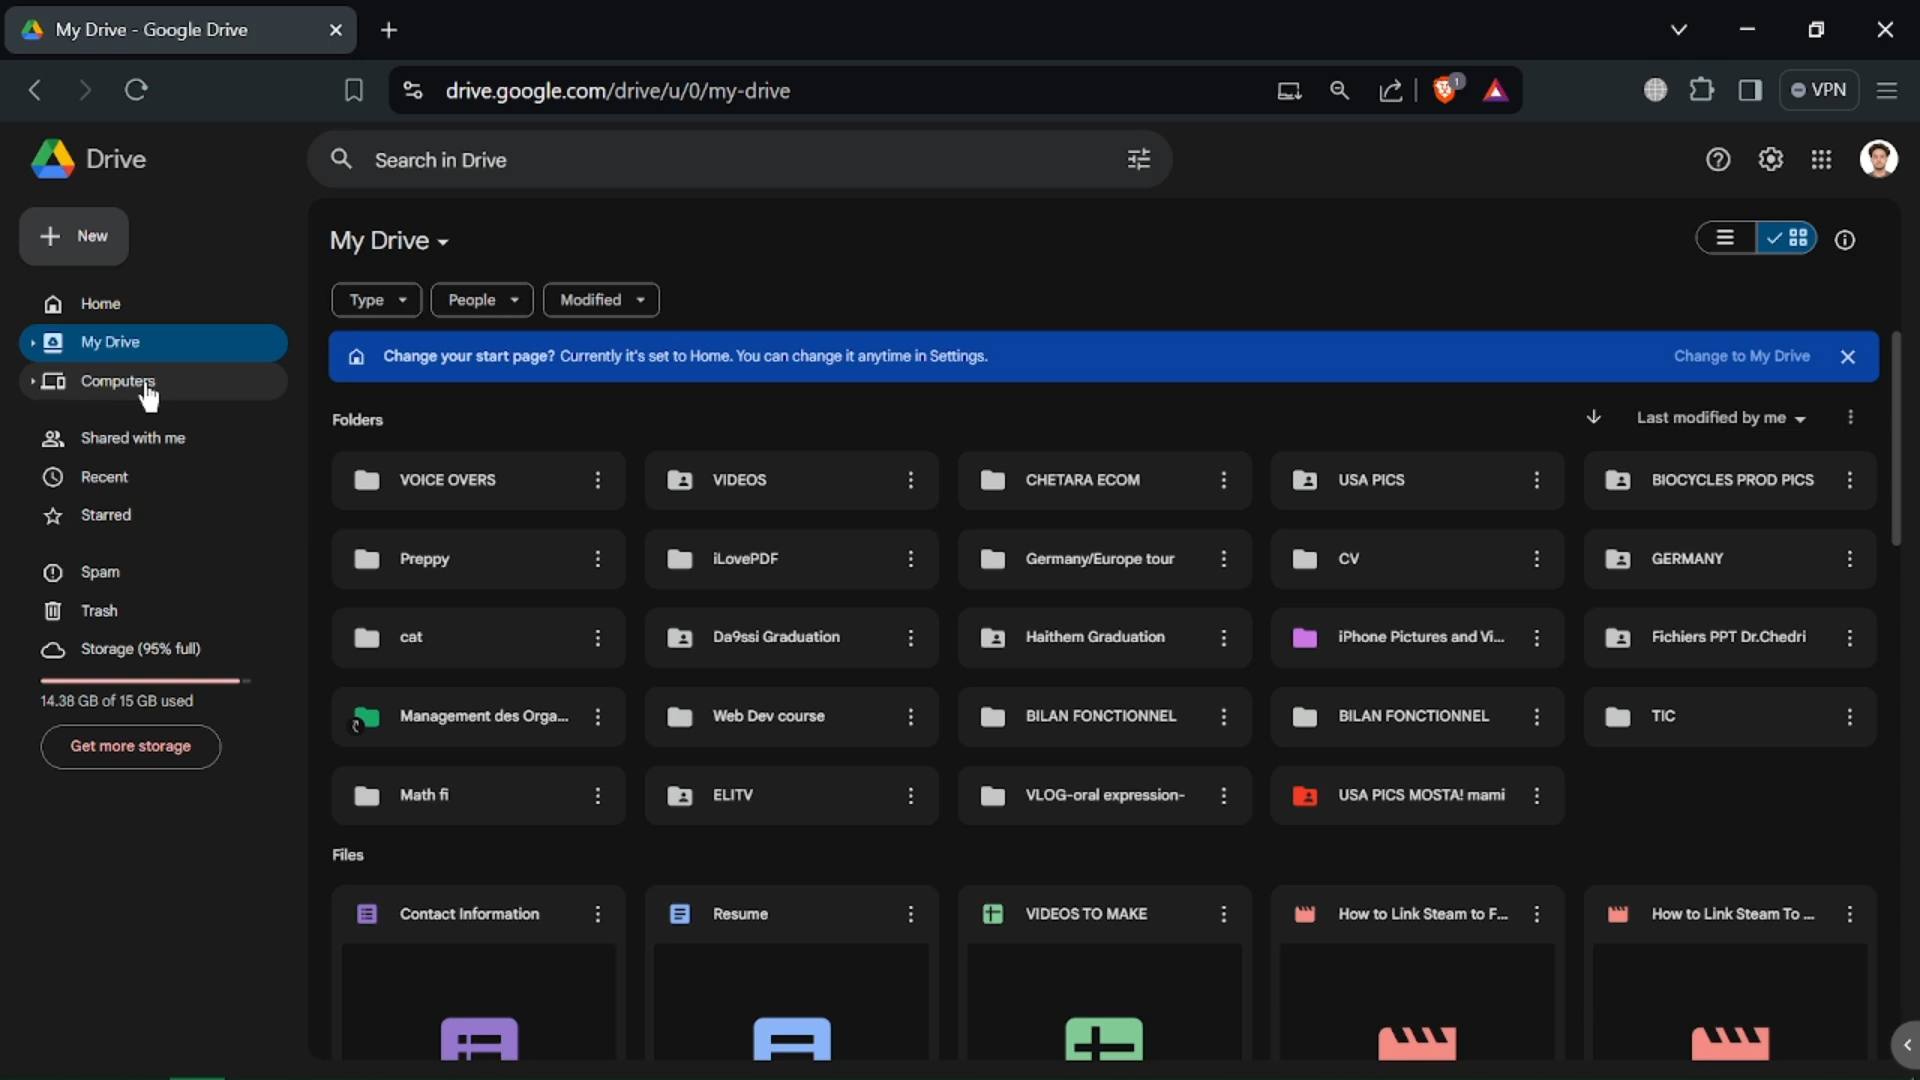 My Drive - Google Drive
drive.google.com/drive/u/0/my-drive
1
VPN
Drive
Search in Drive
New
My Drive
Home
My Drive
Computers
Shared with me
Recent
Starred
Spam
Trash
Storage (95% full)
14.38 GB of 15 GB used
Get more storage
Type People Modified
Change your start page? Currently it's set to Home. You can change it anytime in Settings. Change to My Drive
Folders Last modified by me
VOICE OVERS VIDEOS CHETARA ECOM USA PICS BIOCYCLES PROD PICS
Preppy iLovePDF Germany/Europe tour CV GERMANY
cat Da9ssi Graduation Haithem Graduation iPhone Pictures and Vi... Fichiers PPT Dr.Chedri
Management des Orga... Web Dev course BILAN FONCTIONNEL BILAN FONCTIONNEL TIC
Math fi ELITV VLOG-oral expression- USA PICS MOSTA! mami
Files
Contact Information Resume VIDEOS TO MAKE How to Link Steam to F... How to Link Steam To ...